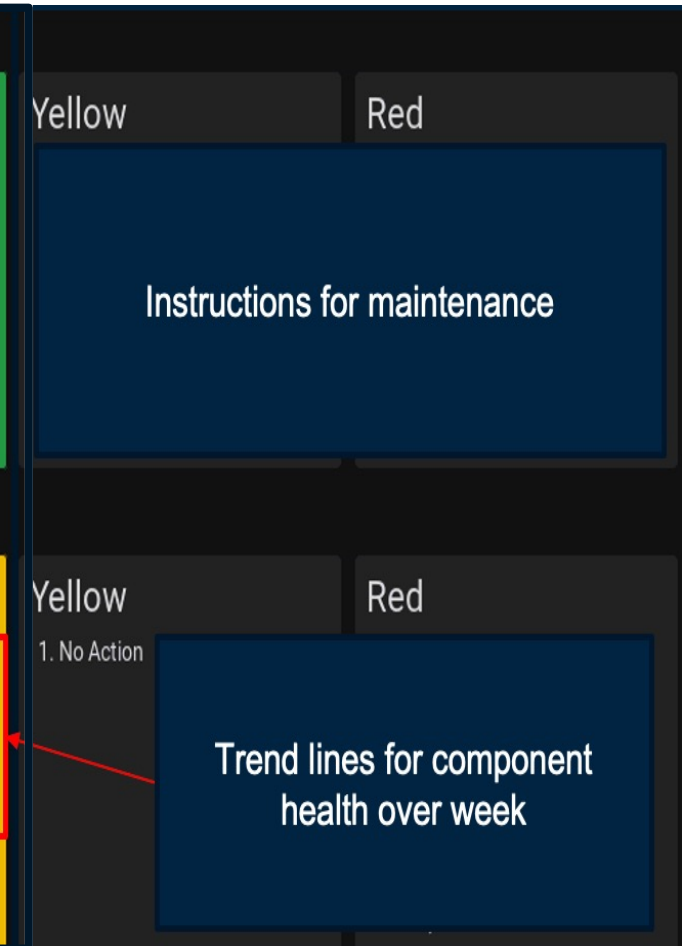 Yellow
Red
Instructions for maintenance
Yellow
Red
1. No Action
Trend lines for component
health over week